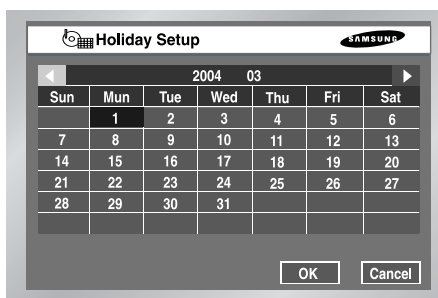 Holiday Setup SAMSUNG
2004 03
Sun Mun Tue Wed Thu Fri Sat
1 2 3 4 5 6
7 8 9 10 11 12 13
14 15 16 17 18 19 20
21 22 23 24 25 26 27
28 29 30 31
OK Cancel